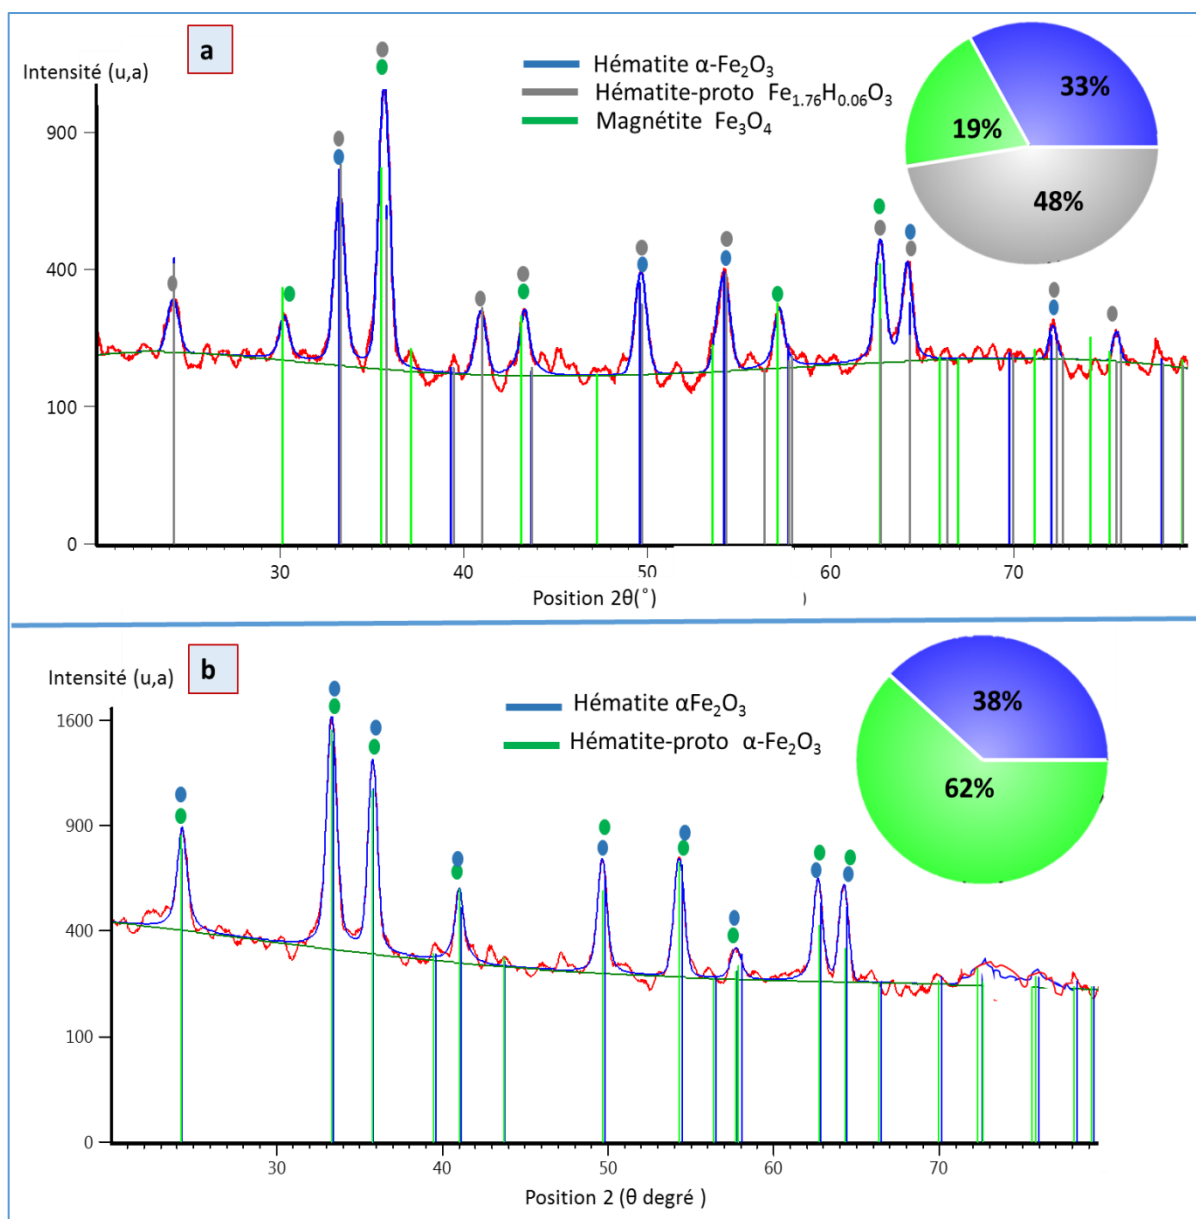 a
Intensité (u,a)
Hématite α-Fe₂O₃
Hématite-proto Fe₁.₇₆H₀.₀₆O₃
Magnétite Fe₃O₄
33%
19%
48%
900
400
100
0
30
40
50
60
70
Position 2θ(˚)
)
b
Intensité (u,a)
Hématite αFe₂O₃
Hématite-proto α-Fe₂O₃
38%
62%
1600
900
400
100
0
30
40
50
60
70
Position 2 (θ degré )